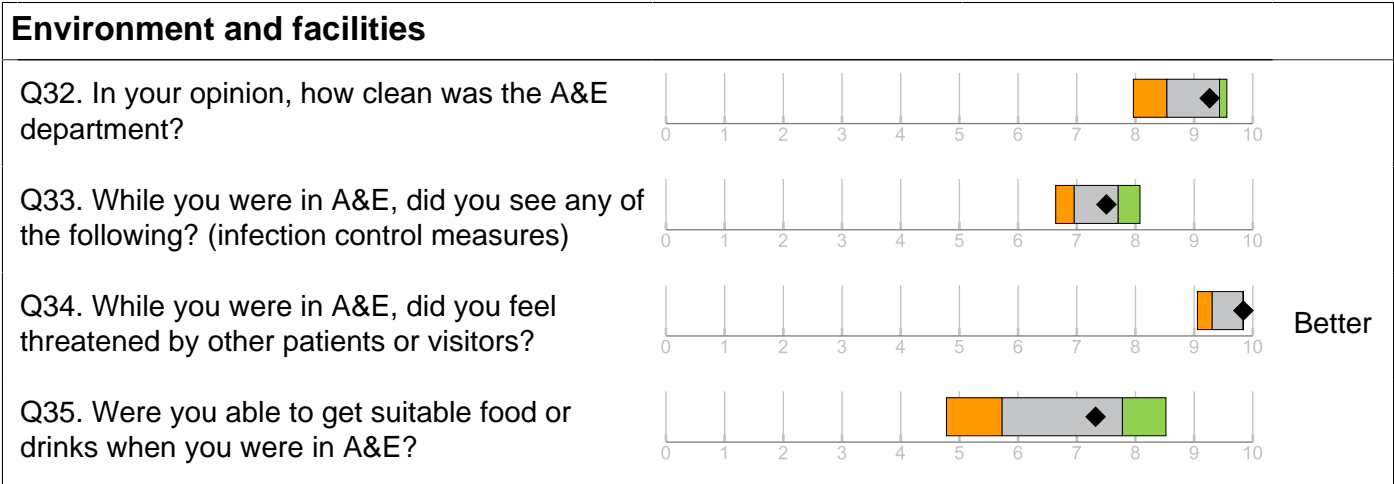 Environment and facilities
Q32. In your opinion, how clean was the A&E
department?
0 1 2 3 4 5 6 7 8 9 10
Q33. While you were in A&E, did you see any of
the following? (infection control measures)
0 1 2 3 4 5 6 7 8 9 10
Q34. While you were in A&E, did you feel
threatened by other patients or visitors?
0 1 2 3 4 5 6 7 8 9 10
Better
Q35. Were you able to get suitable food or
drinks when you were in A&E?
0 1 2 3 4 5 6 7 8 9 10